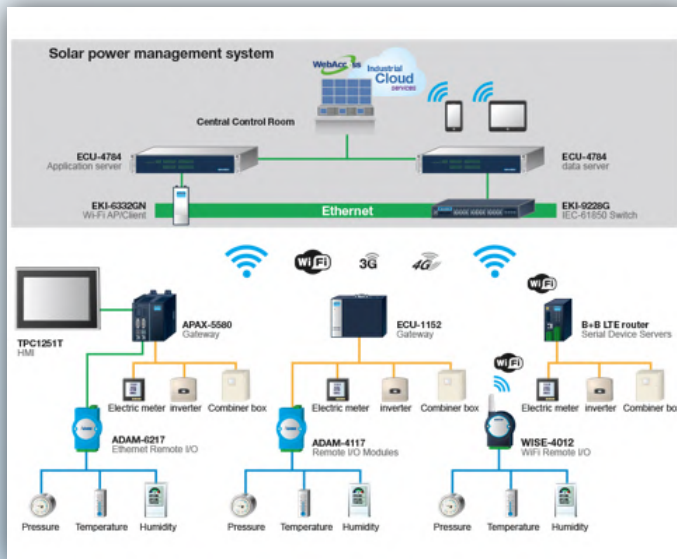 Solar power management system
WebAccess
Industrial
Cloud
services
Central Control Room
ECU-4784
Application server
ECU-4784
data server
EKI-6332GN
Wi-Fi AP/Client
Ethernet
EKI-9228G
IEC-61850 Switch
WiFi
3G
4G
WiFi
TPC1251T
HMI
APAX-5580
Gateway
ECU-1152
Gateway
B+B LTE router
Serial Device Servers
WiFi
Electric meter inverter Combiner box
Electric meter inverter Combiner box
Electric meter inverter Combiner box
ADAM-6217
Ethernet Remote I/O
ADAM-4117
Remote I/O Modules
WISE-4012
WiFi Remote I/O
Pressure Temperature Humidity
Pressure Temperature Humidity
Pressure Temperature Humidity